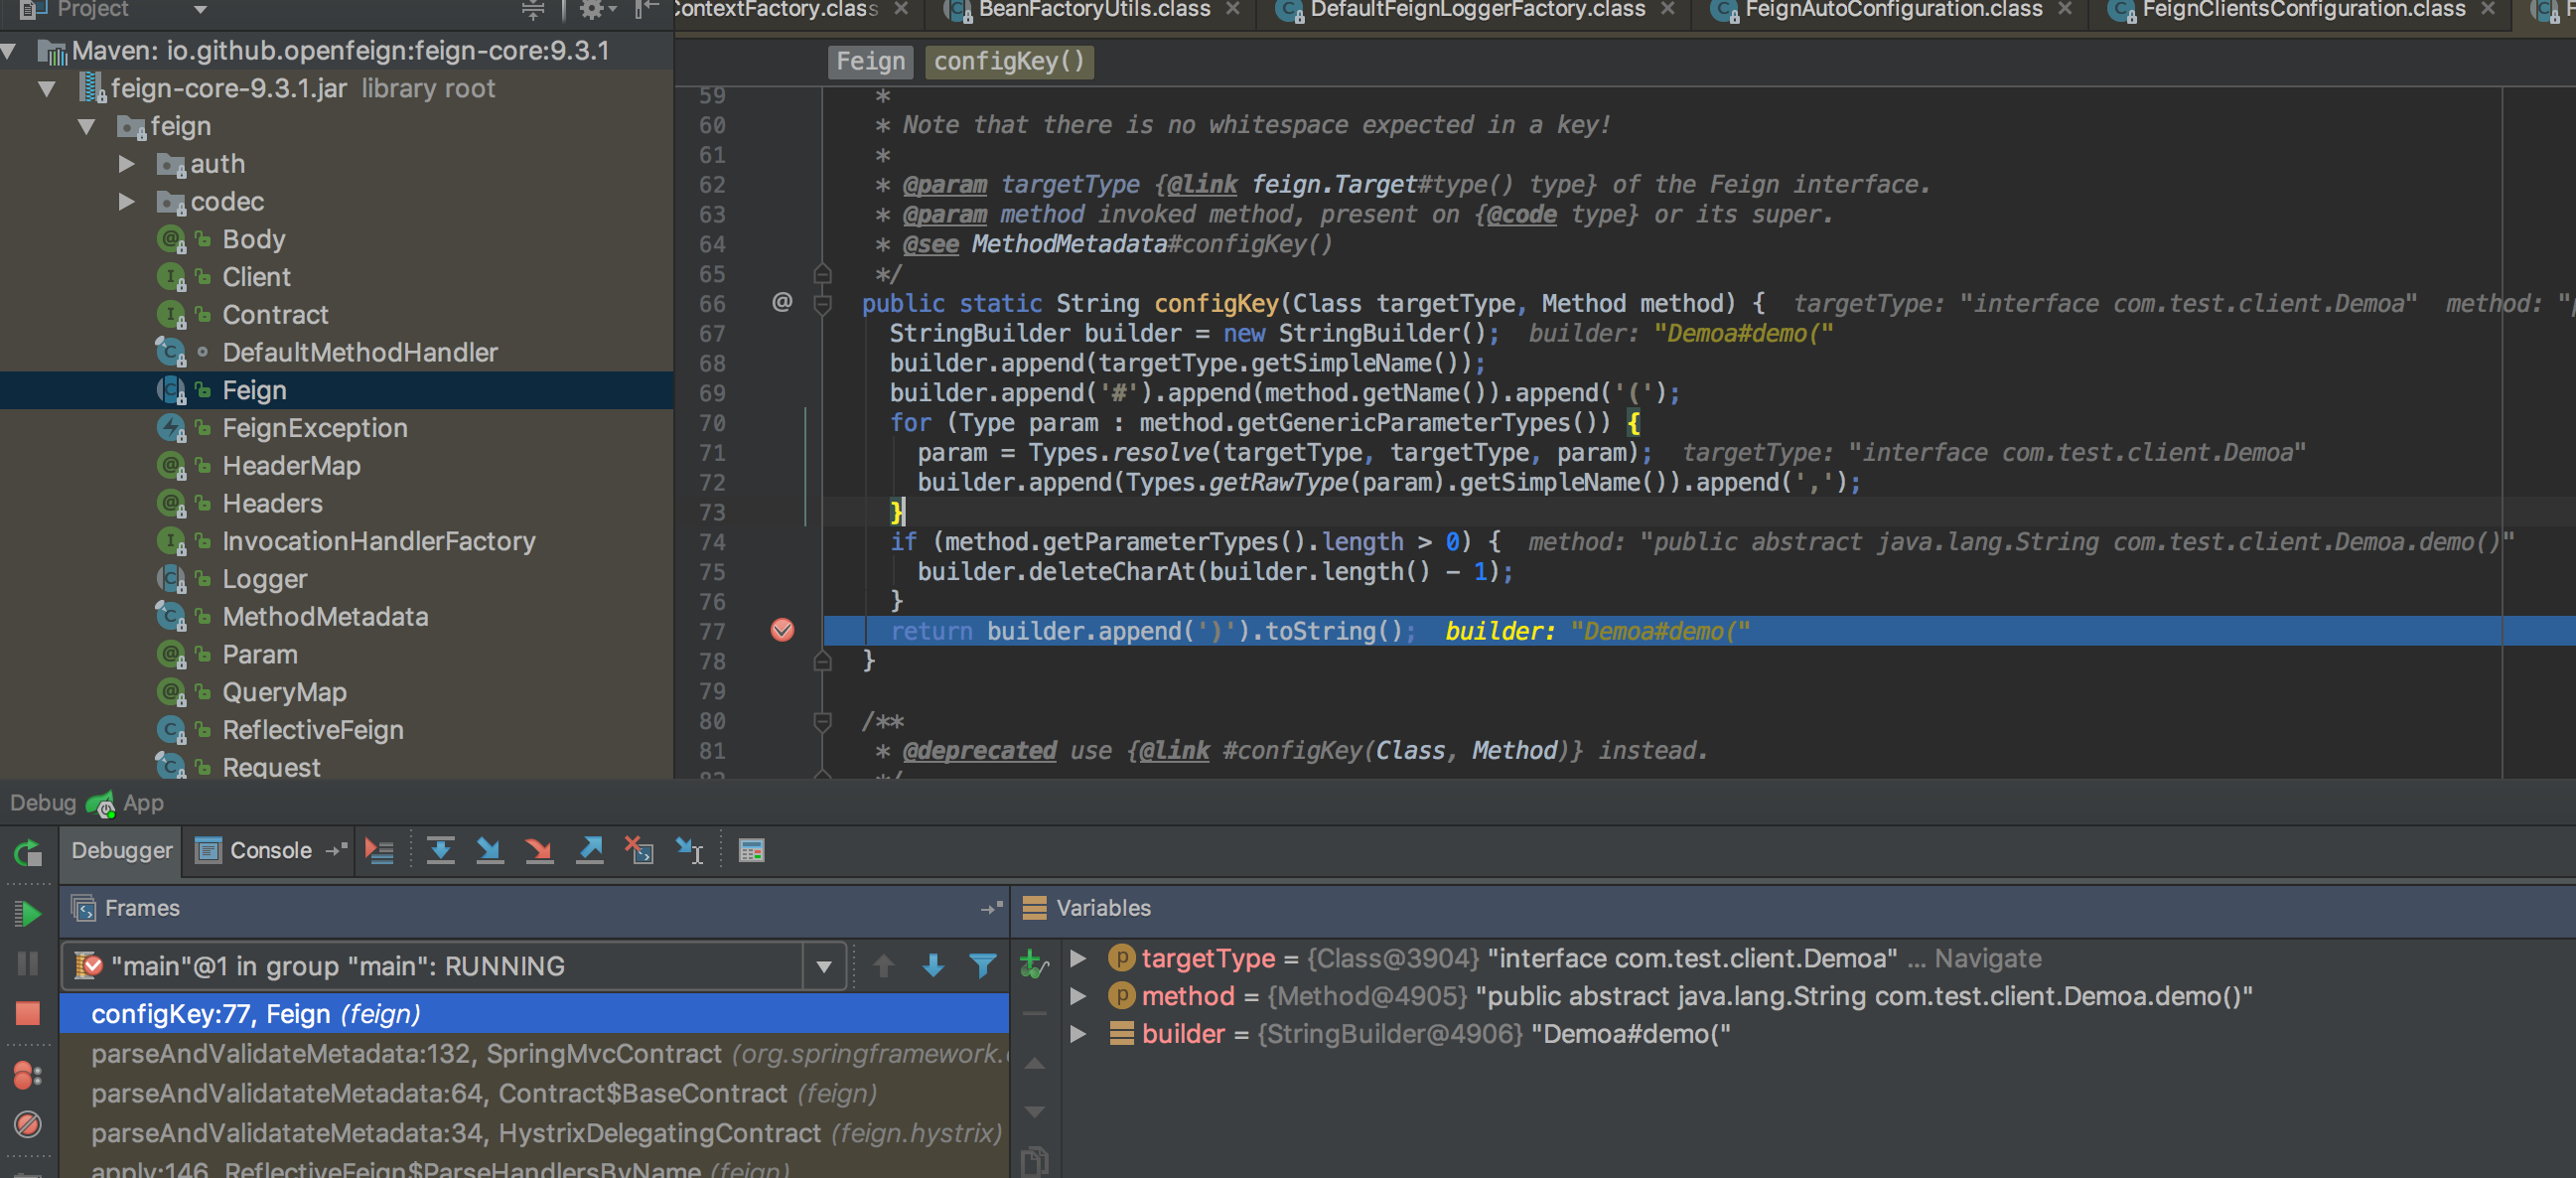 Project
ContextFactory.class
BeanFactoryUtils.class
DefaultFeignLoggerFactory.class
FeignAutoConfiguration.class
FeignClientsConfiguration.class
Maven: io.github.openfeign:feign-core:9.3.1
feign-core-9.3.1.jar library root
feign
auth
codec
Body
Client
Contract
DefaultMethodHandler
Feign
FeignException
HeaderMap
Headers
InvocationHandlerFactory
Logger
MethodMetadata
Param
QueryMap
ReflectiveFeign
Request
Feign configKey()
59 *
60 * Note that there is no whitespace expected in a key!
61 *
62 * @param targetType {@link feign.Target#type() type} of the Feign interface.
63 * @param method invoked method, present on {@code type} or its super.
64 * @see MethodMetadata#configKey()
65 */
66 @ public static String configKey(Class targetType, Method method) { targetType: "interface com.test.client.Demoa" method: "p
67 StringBuilder builder = new StringBuilder(); builder: "Demoa#demo("
68 builder.append(targetType.getSimpleName());
69 builder.append('#').append(method.getName()).append('(');
70 for (Type param : method.getGenericParameterTypes()) {
71 param = Types.resolve(targetType, targetType, param); targetType: "interface com.test.client.Demoa"
72 builder.append(Types.getRawType(param).getSimpleName()).append(',');
73 }
74 if (method.getParameterTypes().length > 0) { method: "public abstract java.lang.String com.test.client.Demoa.demo()"
75 builder.deleteCharAt(builder.length() - 1);
76 }
77 return builder.append(')').toString(); builder: "Demoa#demo("
78 }
79
80 /**
81 * @deprecated use {@link #configKey(Class, Method)} instead.
82 */
Debug App
Debugger Console
Frames
"main"@1 in group "main": RUNNING
configKey:77, Feign (feign)
parseAndValidateMetadata:132, SpringMvcContract (org.springframework.c
parseAndValidatateMetadata:64, Contract$BaseContract (feign)
parseAndValidatateMetadata:34, HystrixDelegatingContract (feign.hystrix)
apply:146, ReflectiveFeign$ParseHandlersByName (feign)
Variables
targetType = {Class@3904} "interface com.test.client.Demoa" ... Navigate
method = {Method@4905} "public abstract java.lang.String com.test.client.Demoa.demo()"
builder = {StringBuilder@4906} "Demoa#demo("